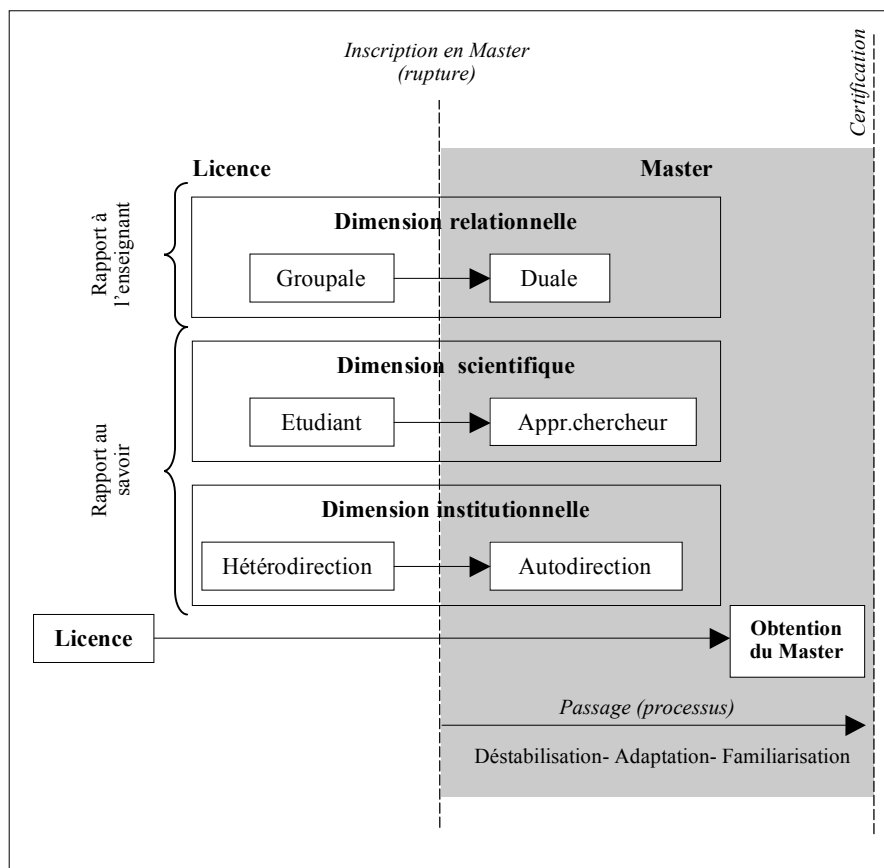 Inscription en Master
(rupture)
Certification
Licence
Master
Rapport à
l'enseignant
Dimension relationnelle
Groupale
Duale
Rapport au
savoir
Dimension scientifique
Etudiant
Appr.chercheur
Dimension institutionnelle
Hétérodirection
Autodirection
Licence
Obtention
du Master
Passage (processus)
Déstabilisation- Adaptation- Familiarisation